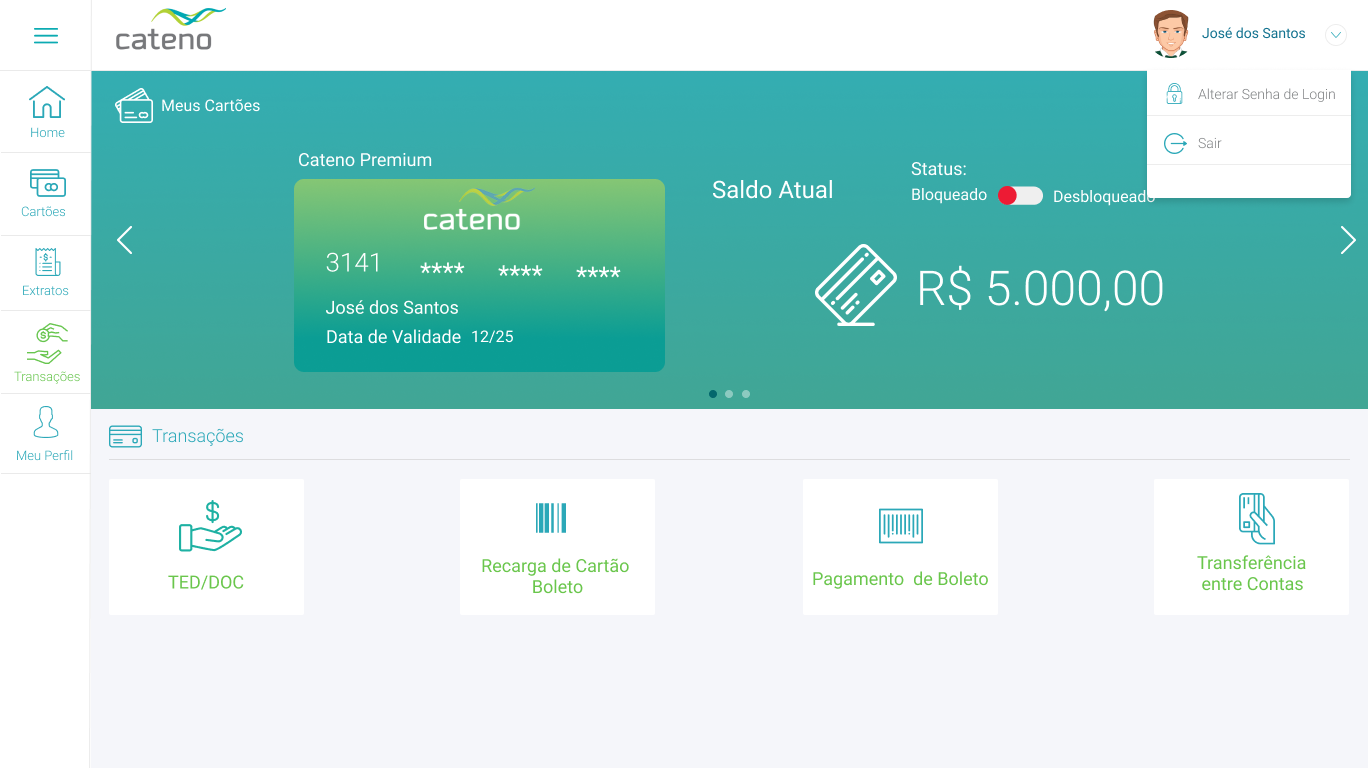 cateno
José dos Santos
Alterar Senha de Login
Sair
Home
Cartões
Extratos
Transações
Meu Perfil
Meus Cartões
Cateno Premium
cateno
3141 **** **** ****
José dos Santos
Data de Validade 12/25
Saldo Atual
Status:
Bloqueado Desbloqueado
R$ 5.000,00
Transações
TED/DOC
Recarga de Cartão
Boleto
Pagamento de Boleto
Transferência
entre Contas